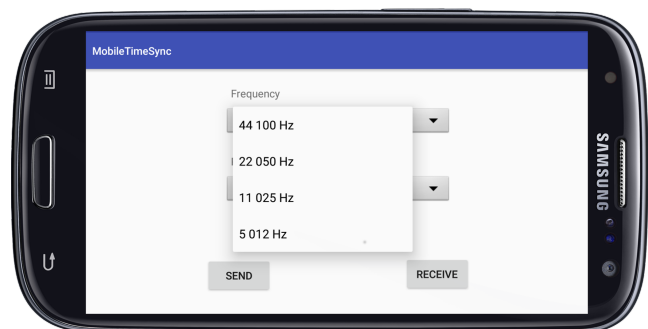 MobileTimeSync
Frequency
44 100 Hz
22 050 Hz
11 025 Hz
5 012 Hz
SEND
RECEIVE
SAMSUNG